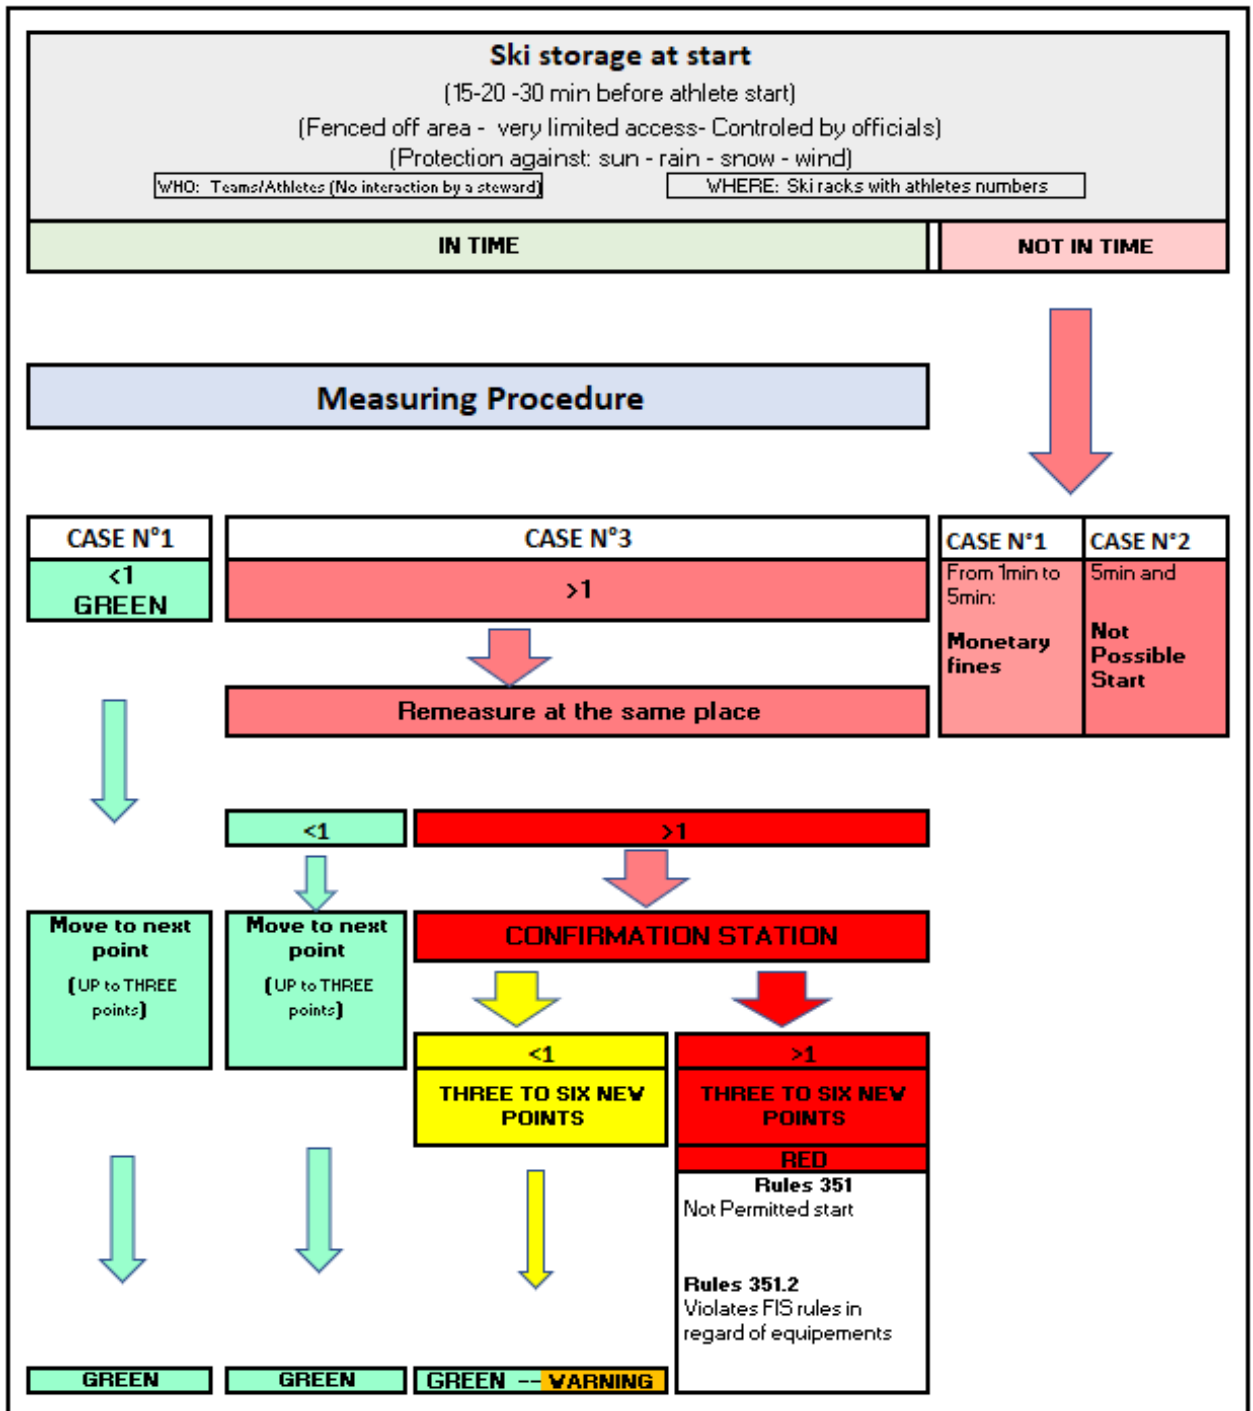 Ski storage at start
(15-20 -30 min before athlete start)
(Fenced off area - very limited access- Controled by officials)
(Protection against: sun - rain - snow - wind)
WHO: Teams/Athletes (No interaction by a steward)
WHERE: Ski racks with athletes numbers
IN TIME
NOT IN TIME
Measuring Procedure
CASE N°1
<1
GREEN
CASE N°3
>1
CASE N°1
From 1min to
5min:
Monetary
fines
CASE N°2
5min and
Not
Possible
Start
Remeasure at the same place
<1
>1
Move to next
point
(UP to THREE
points)
Move to next
point
(UP to THREE
points)
CONFIRMATION STATION
<1
THREE TO SIX NEW
POINTS
>1
THREE TO SIX NEW
POINTS
RED
Rules 351
Not Permitted start
Rules 351.2
Violates FIS rules in
regard of equipements
GREEN
GREEN
GREEN -- WARNING